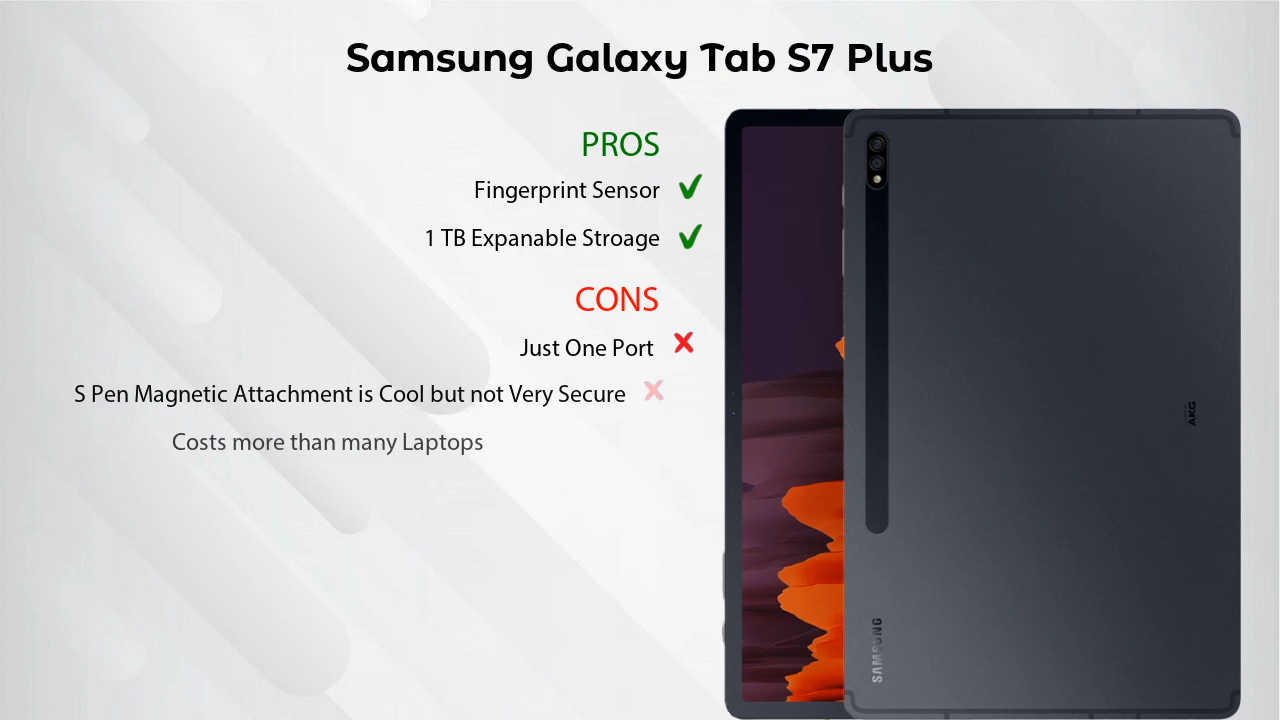 Samsung Galaxy Tab S7 Plus
PROS
Fingerprint Sensor
1 TB Expanable Stroage
CONS
Just One Port
S Pen Magnetic Attachment is Cool but not Very Secure
Costs more than many Laptops
AKG
SAMSUNG